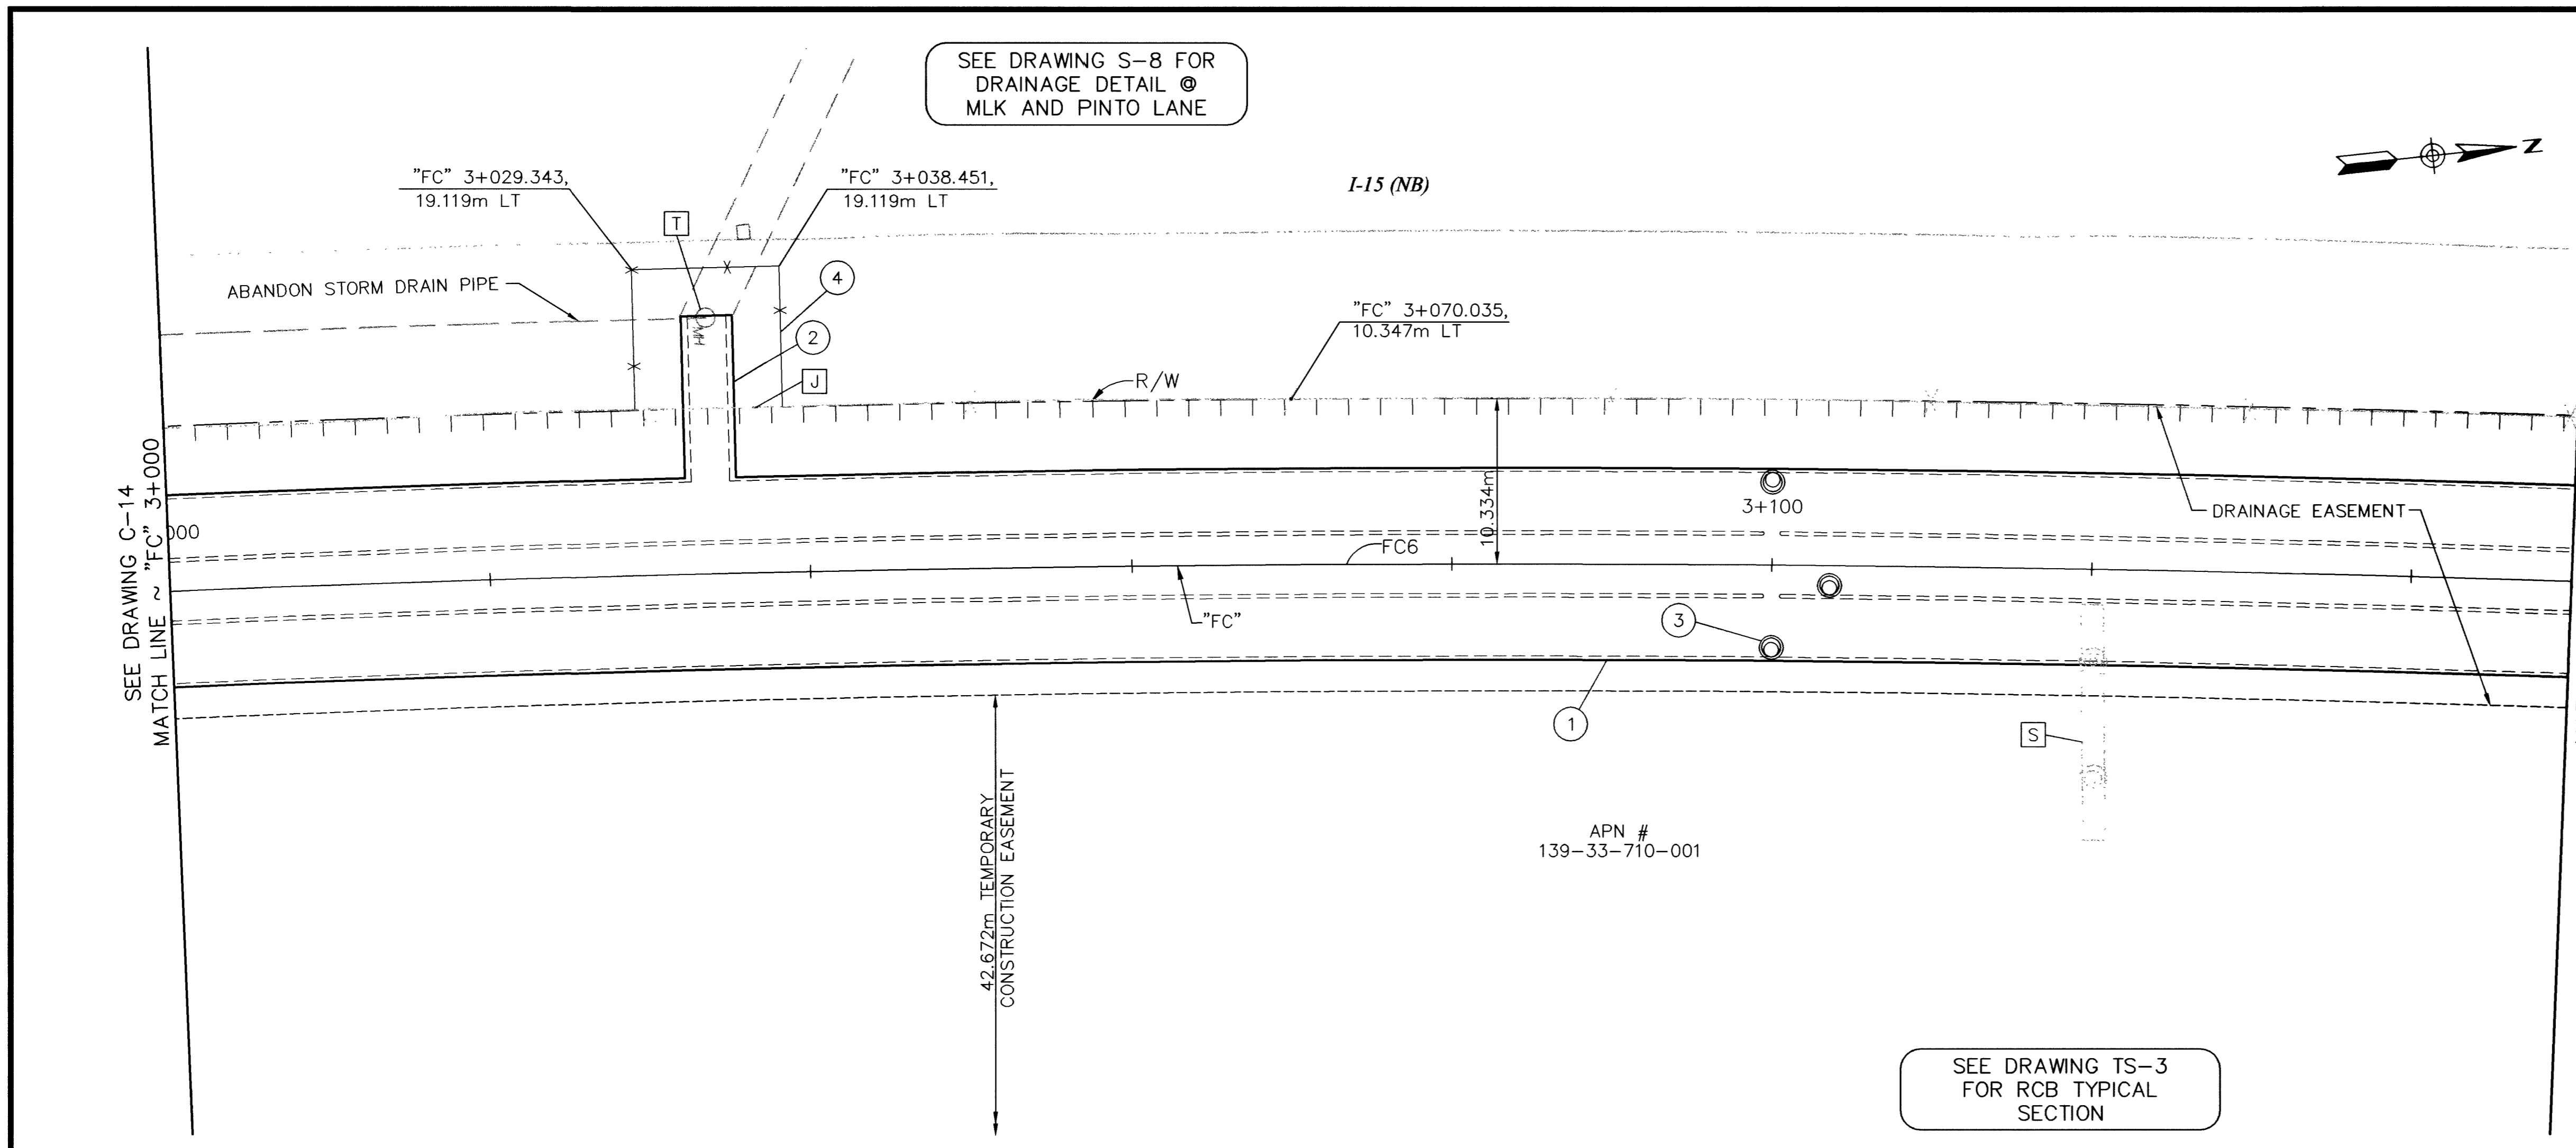 SEE DRAWING S-8 FOR
DRAINAGE DETAIL @
MLK AND PINTO LANE
"FC" 3+029.343,
19.119m LT
"FC" 3+038.451,
19.119m LT
I-15 (NB)
N
T
ABANDON STORM DRAIN PIPE
4
MH
2
"FC" 3+070.035,
10.347m LT
J
R/W
SEE DRAWING C-14
MATCH LINE ~ "FC" 3+000
000
10.334m
3+100
DRAINAGE EASEMENT
FC6
"FC"
3
1
S
42.672m TEMPORARY
CONSTRUCTION EASEMENT
APN #
139-33-710-001
SEE DRAWING TS-3
FOR RCB TYPICAL
SECTION